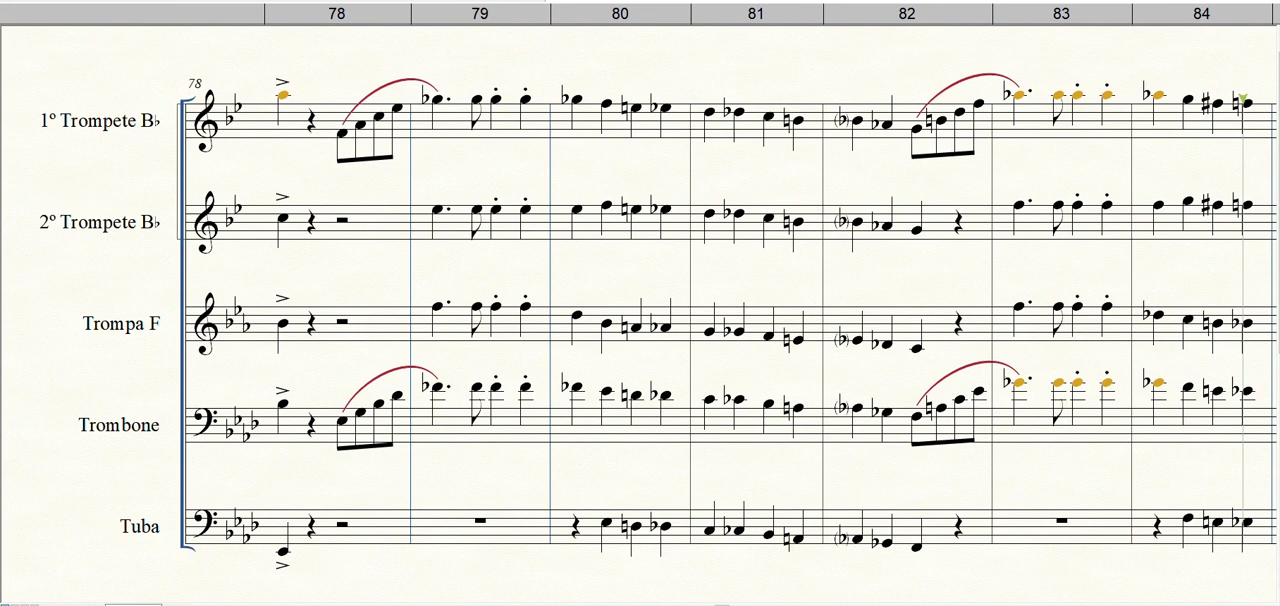 78 79 80 81 82 83 84
78
1º Trompete B♭
2º Trompete B♭
Trompa F
Trombone
Tuba